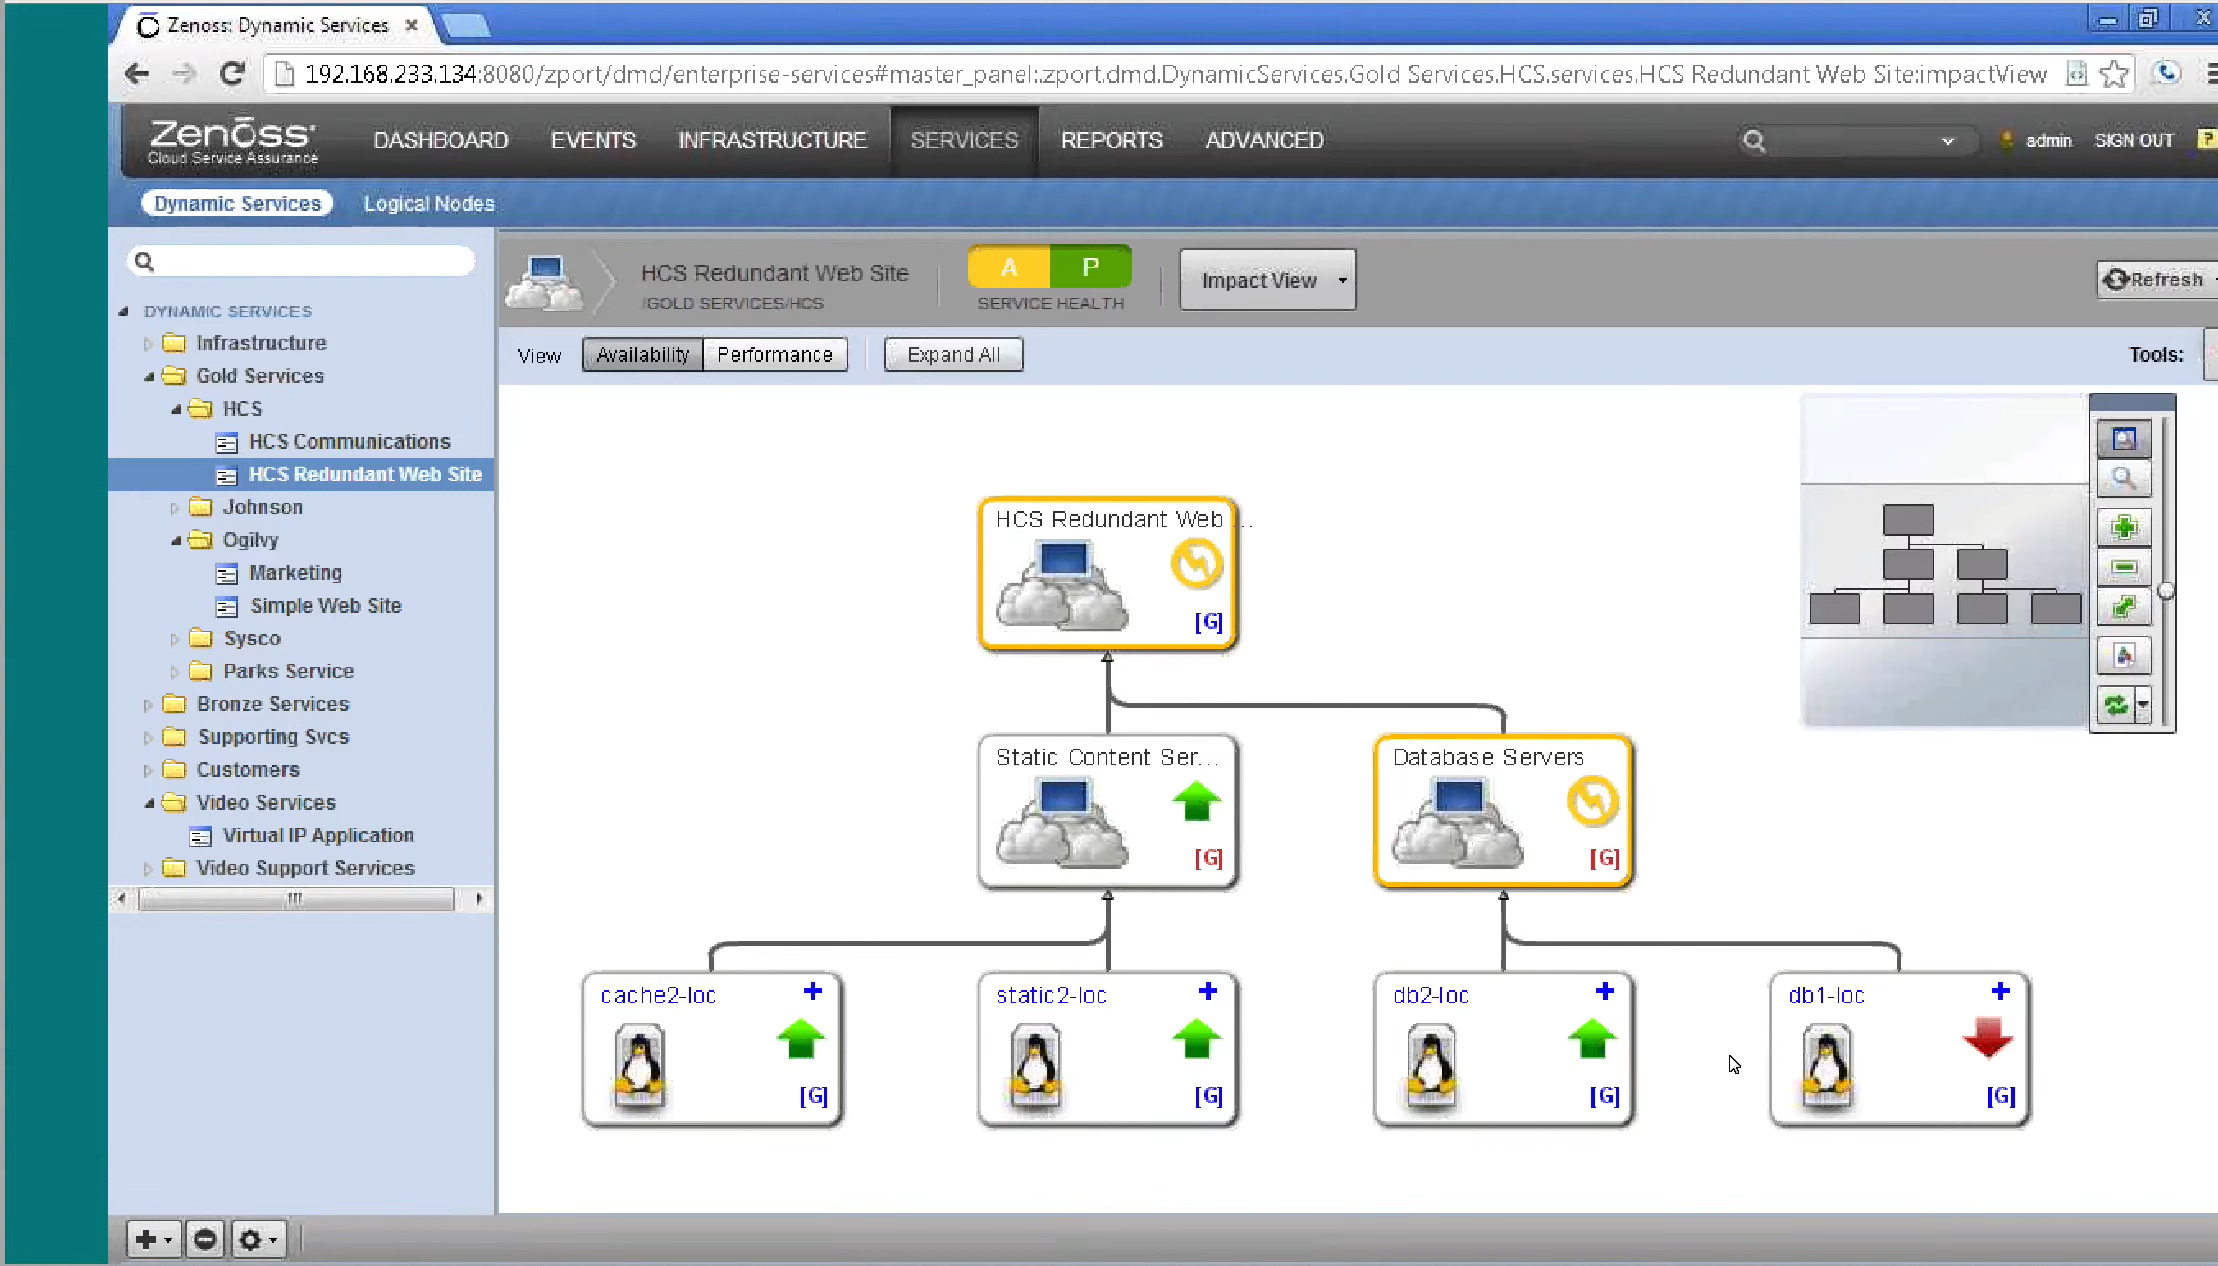 Zenoss: Dynamic Services
192.168.233.134:8080/zport/dmd/enterprise-services#master_panel:.zport.dmd.DynamicServices.Gold Services.HCS.services.HCS Redundant Web Site:impactView
Zenoss
Cloud Service Assurance
DASHBOARD EVENTS INFRASTRUCTURE SERVICES REPORTS ADVANCED
admin SIGN OUT ?
Dynamic Services Logical Nodes
HCS Redundant Web Site
/GOLD SERVICES/HCS
A P
SERVICE HEALTH
Impact View
Refresh
View Availability Performance Expand All
Tools:
DYNAMIC SERVICES
Infrastructure
Gold Services
HCS
HCS Communications
HCS Redundant Web Site
Johnson
Ogilvy
Marketing
Simple Web Site
Sysco
Parks Service
Bronze Services
Supporting Svcs
Customers
Video Services
Virtual IP Application
Video Support Services
HCS Redundant Web ...
[G]
Static Content Ser...
[G]
Database Servers
[G]
cache2-loc
[G]
static2-loc
[G]
db2-loc
[G]
db1-loc
[G]